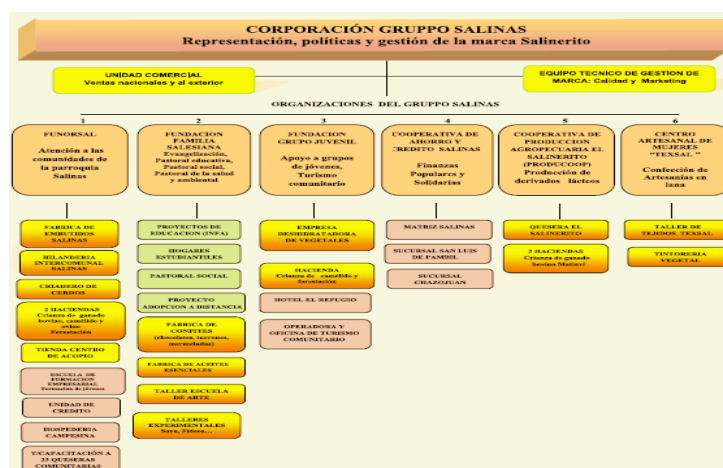 CORPORACIÓN GRUPPO SALINAS
Representación, políticas y gestión de la marca Salinerito
UNIDAD COMERCIAL
Ventas nacionales y al exterior
EQUIPO TECNICO DE GESTION DE
MARCA: Calidad y Marketing
ORGANIZACIONES DEL GRUPO SALINAS
1
FUNORSAL
Atención a las
comunidades de
la parroquia
Salinas
FABRICA DE
EMBUTIDOS
SALINAS
HILANDERIA
INTERCOMUNAL
SALINAS
CRIADERO DE
CERDOS
2 HACIENDAS
Crianza de ganado
bovino, camélido y
ovino
Forestación
TIENDA CENTRO
DE ACOPIO
ESCUELA DE
FORMACION
EMPRESARIAL
Formación de jóvenes
UNIDAD DE
CREDITO
HOSPEDERIA
CAMPESINA
T/CAPACITACIÓN A
23 QUESERAS
COMUNITARIAS
2
FUNDACION
FAMILIA
SALESIANA
Evangelización,
Pastoral educativa,
Pastoral social,
Pastoral de la salud
y ambiental
PROYECTOS DE
EDUCACION (INFA)
HOGARES
ESTUDIANTILES
PASTORAL SOCIAL
PROYECTO
ADOPCION A DISTANCIA
FABRICA DE
CONFITES
(chocolates, turrones,
mermeladas)
FABRICA DE ACEITES
ESENCIALES
TALLER ESCUELA DE
ARTE
TALLERES
EXPERIMENTALES
Soya, Fideos...
3
FUNDACION
GRUPO JUVENIL
Apoyo a grupos
de jóvenes,
Turismo
comunitario
EMPRESA
DESHIDRATADORA
DE VEGETALES
HACIENDA
Crianza de camélido y
forestación
HOTEL EL REFUGIO
OPERADORA Y
OFICINA DE TURISMO
COMUNITARIO
4
COOPERATIVA DE
AHORRO Y
CREDITO SALINAS
Finanzas
Populares y
Solidarias
MATRIZ SALINAS
SUCURSAL SAN LUIS
DE PAMBIL
SUCURSAL
CHAZOJUAN
5
COOPERATIVA DE
PRODUCCION
AGROPECUARIA EL
SALINERITO
(PRODUCOOP)
Producción de
derivados lácteos
QUESERA EL
SALINERITO
2 HACIENDAS
Crianza de ganado
bovino Matiaví
6
CENTRO
ARTESANAL DE
MUJERES
"TEXSAL"
Confección de
Artesanías en
lana
TALLER DE
TEJIDOS TEXSAL
TINTORERIA
VEGETAL